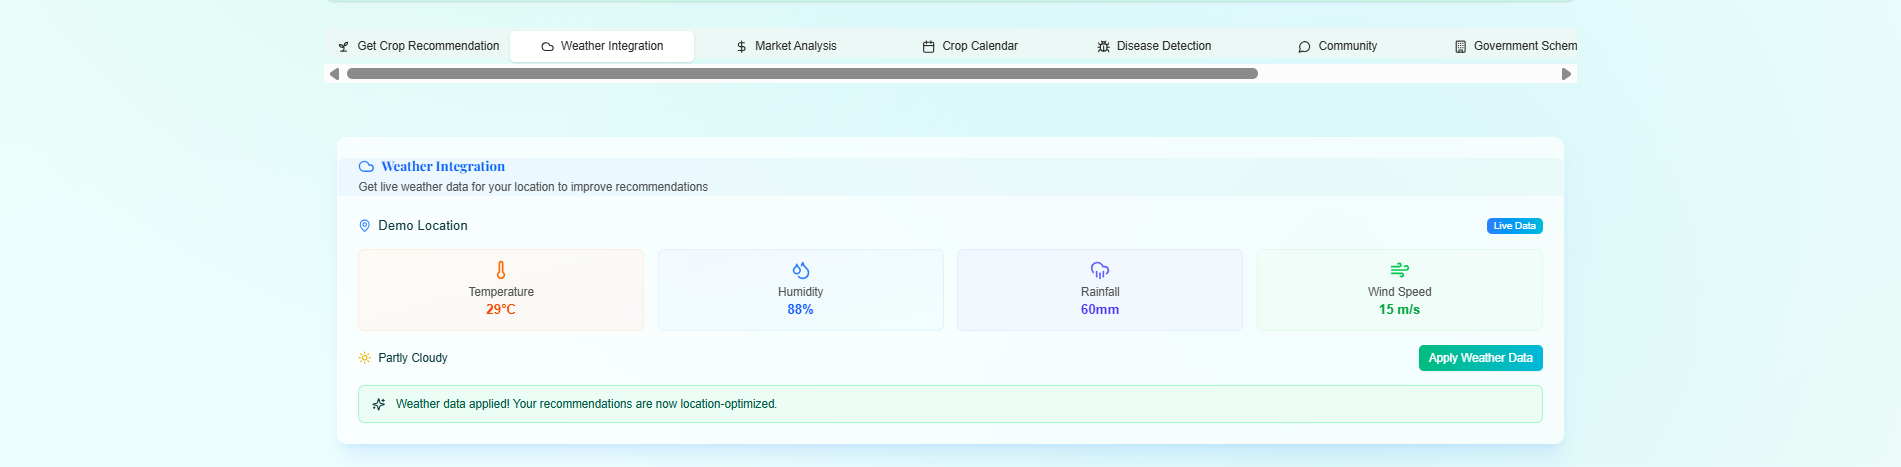 Get Crop Recommendation Weather Integration Market Analysis Crop Calendar Disease Detection Community Government Schem
Weather Integration
Get live weather data for your location to improve recommendations
Demo Location Live Data
Temperature Humidity Rainfall Wind Speed
29°C 88% 60mm 15 m/s
Partly Cloudy Apply Weather Data
Weather data applied! Your recommendations are now location-optimized.